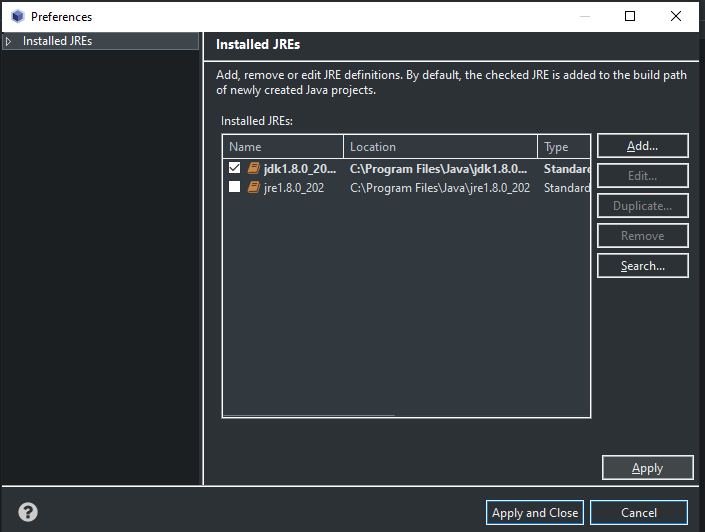 Preferences
Installed JREs
Installed JREs
Add, remove or edit JRE definitions. By default, the checked JRE is added to the build path
of newly created Java projects.
Installed JREs:
Name Location Type
jdk1.8.0_20... C:\Program Files\Java\jdk1.8.0... Standard
jre1.8.0_202 C:\Program Files\Java\jre1.8.0_202 Standard
Add...
Edit...
Duplicate...
Remove
Search...
Apply
?
Apply and Close Cancel